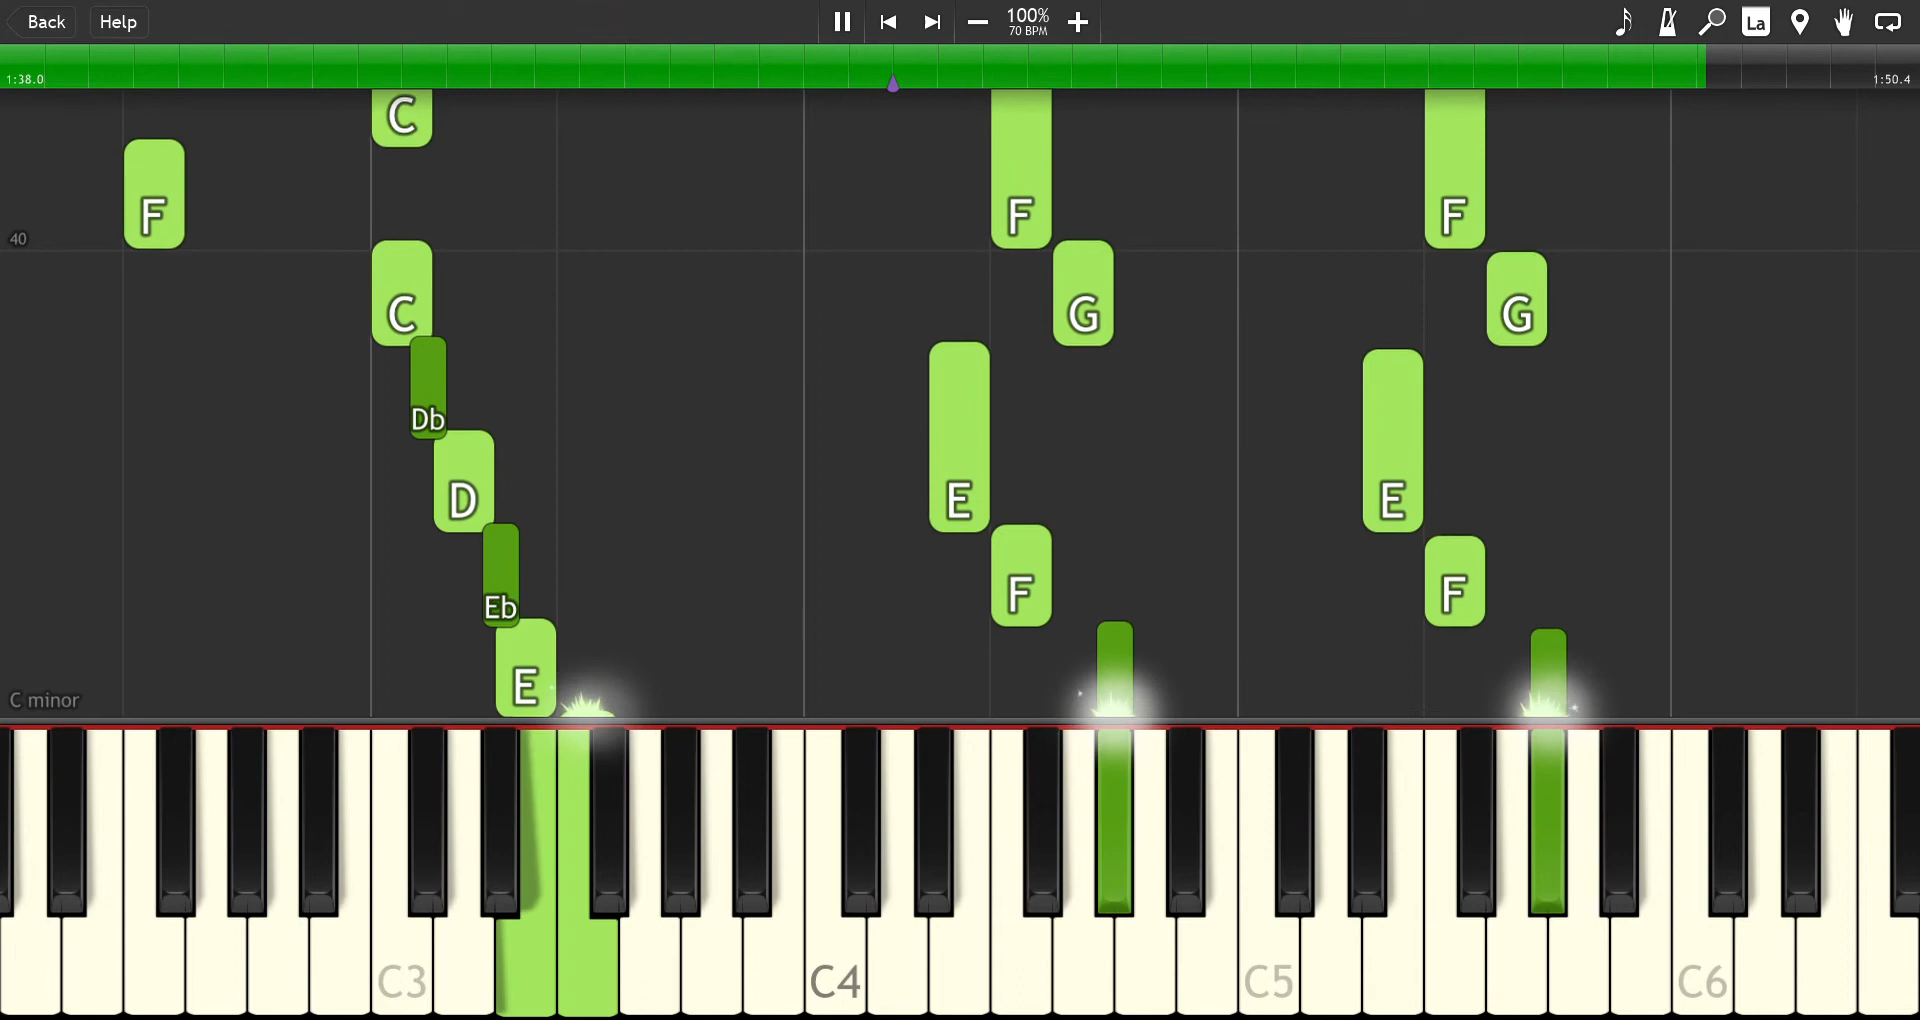 Back Help 100% La
70 BPM
1:38.0 1:50.4
C
F F F
40
C G G
Db
D E E
Eb F F
E
C minor
C3 C4 C5 C6